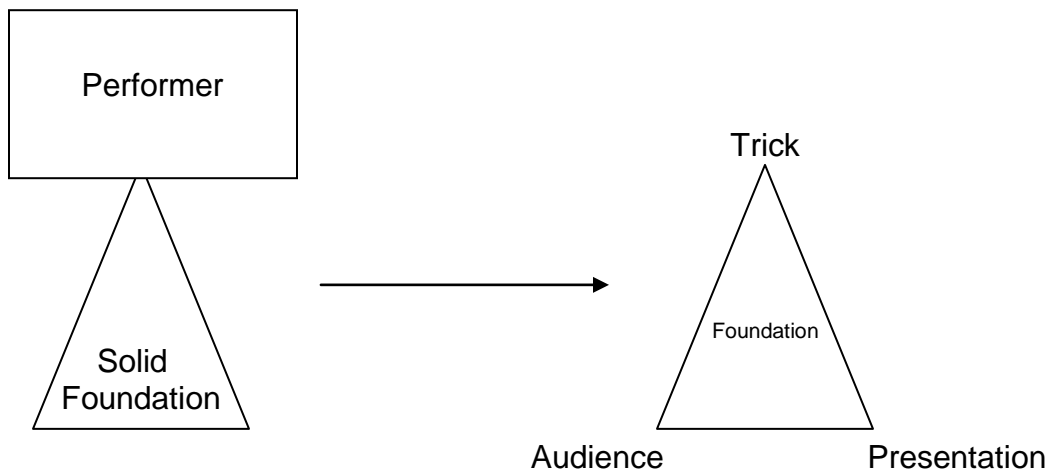 Performer
Solid
Foundation
Trick
Foundation
Audience
Presentation